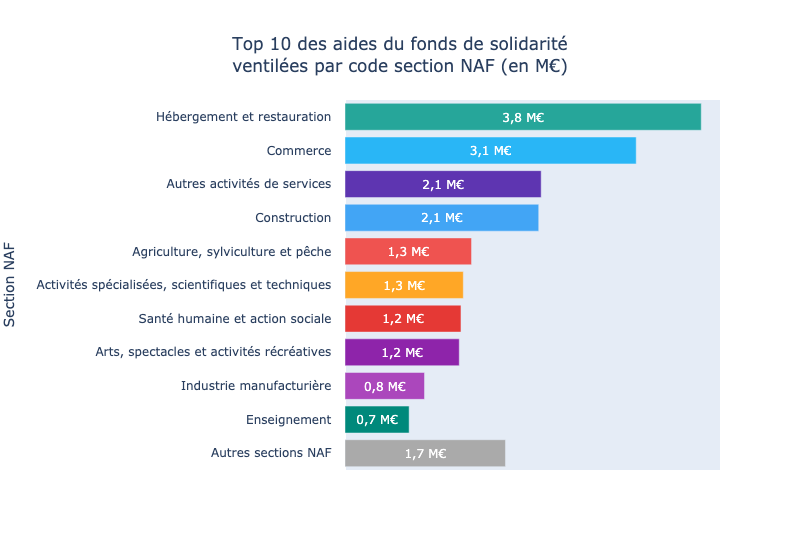 Top 10 des aides du fonds de solidarité
ventilées par code section NAF (en M€)
Section NAF
Hébergement et restauration 3,8 M€
Commerce 3,1 M€
Autres activités de services 2,1 M€
Construction 2,1 M€
Agriculture, sylviculture et pêche 1,3 M€
Activités spécialisées, scientifiques et techniques 1,3 M€
Santé humaine et action sociale 1,2 M€
Arts, spectacles et activités récréatives 1,2 M€
Industrie manufacturière 0,8 M€
Enseignement 0,7 M€
Autres sections NAF 1,7 M€